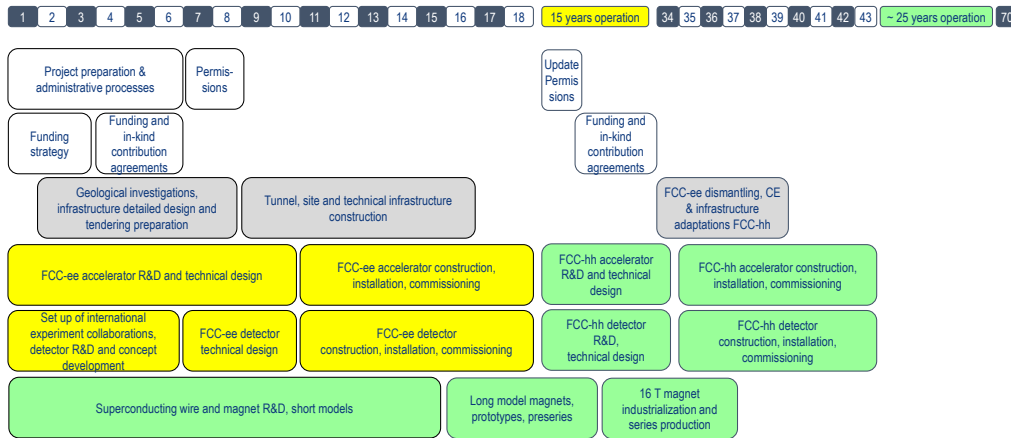 1 2 3 4 5 6 7 8 9 10 11 12 13 14 15 16 17 18 15 years operation 34 35 36 37 38 39 40 41 42 43 ~ 25 years operation 70
Project preparation &
administrative processes
Permis-
sions
Update
Permis
sions
Funding
strategy
Funding and
in-kind
contribution
agreements
Funding and
in-kind
contribution
agreements
Geological investigations,
infrastructure detailed design and
tendering preparation
Tunnel, site and technical infrastructure
construction
FCC-ee dismantling, CE
& infrastructure
adaptations FCC-hh
FCC-ee accelerator R&D and technical design
FCC-ee accelerator construction,
installation, commissioning
FCC-hh accelerator
R&D and technical
design
FCC-hh accelerator construction,
installation, commissioning
Set up of international
experiment collaborations,
detector R&D and concept
development
FCC-ee detector
technical design
FCC-ee detector
construction, installation, commissioning
FCC-hh detector
R&D,
technical design
FCC-hh detector
construction, installation,
commissioning
Superconducting wire and magnet R&D, short models
Long model magnets,
prototypes, preseries
16 T magnet
industrialization and
series production